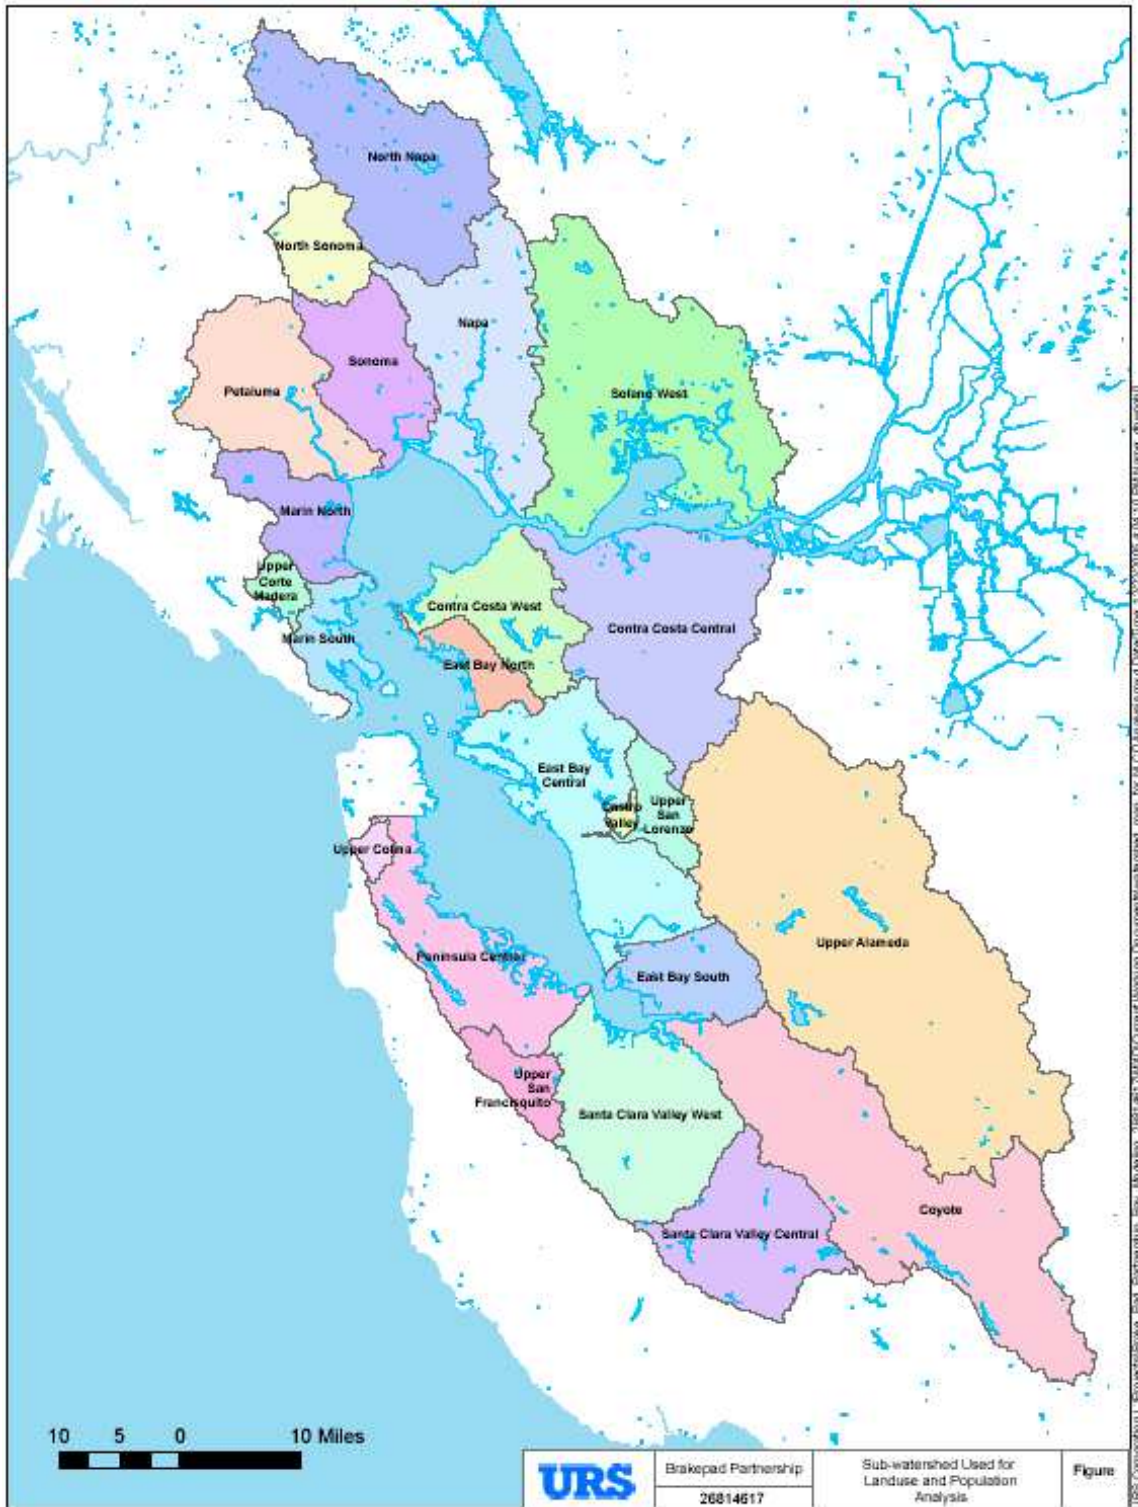 North Napa
North Sonoma
Napa
Sonoma
Petaluma
Solano West
Marin North
Upper
Corte
Madera
Contra Costa West
Contra Costa Central
Marin South
East Bay North
East Bay
Central
Castro
Valley
Upper
San
Lorenzo
Upper Colma
Upper Alameda
Peninsula Central
East Bay South
Upper
San
Francisquito
Santa Clara Valley West
Coyote
Santa Clara Valley Central
10 5 0 10 Miles
URS
Brakepad Partnership
26814617
Sub-watershed Used for
Landuse and Population
Analysis
Figure